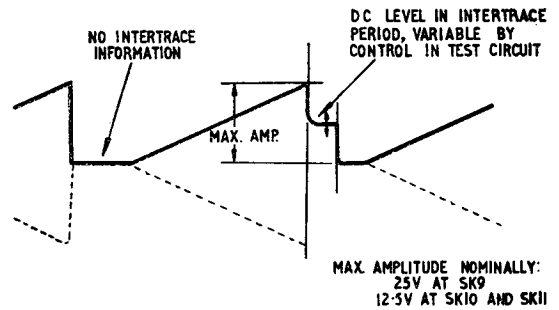 DC LEVEL IN INTERTRACE
PERIOD, VARIABLE BY
CONTROL IN TEST CIRCUIT
NO INTERTRACE
INFORMATION
MAX. AMP.
MAX. AMPLITUDE NOMINALLY:
25V AT SK9
12·5V AT SK10 AND SK11